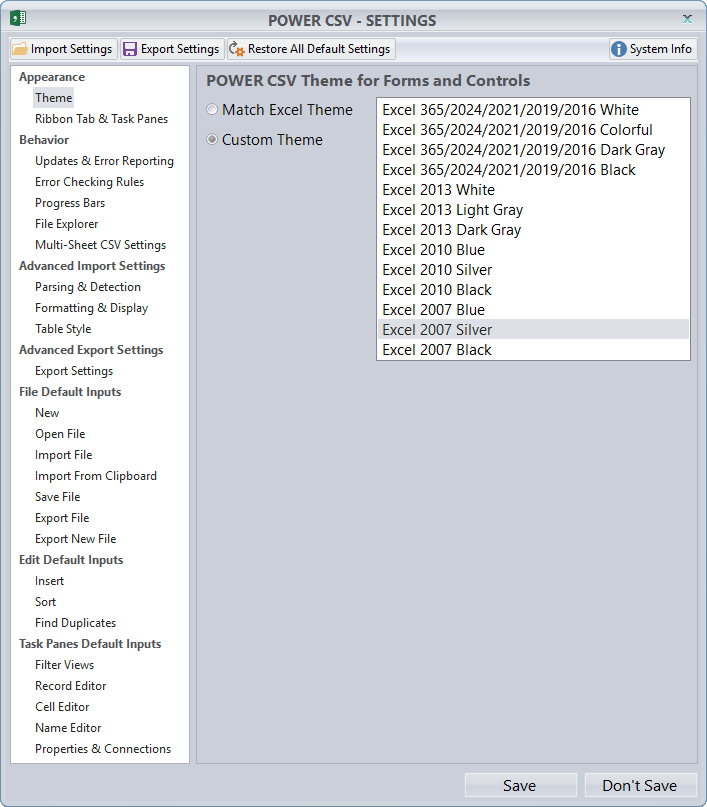 POWER CSV - SETTINGS
Import Settings
Export Settings
Restore All Default Settings
System Info
Appearance
Theme
Ribbon Tab & Task Panes
Behavior
Updates & Error Reporting
Error Checking Rules
Progress Bars
File Explorer
Multi-Sheet CSV Settings
Advanced Import Settings
Parsing & Detection
Formatting & Display
Table Style
Advanced Export Settings
Export Settings
File Default Inputs
New
Open File
Import File
Import From Clipboard
Save File
Export File
Export New File
Edit Default Inputs
Insert
Sort
Find Duplicates
Task Panes Default Inputs
Filter Views
Record Editor
Cell Editor
Name Editor
Properties & Connections
POWER CSV Theme for Forms and Controls
Match Excel Theme
Custom Theme
Excel 365/2024/2021/2019/2016 White
Excel 365/2024/2021/2019/2016 Colorful
Excel 365/2024/2021/2019/2016 Dark Gray
Excel 365/2024/2021/2019/2016 Black
Excel 2013 White
Excel 2013 Light Gray
Excel 2013 Dark Gray
Excel 2010 Blue
Excel 2010 Silver
Excel 2010 Black
Excel 2007 Blue
Excel 2007 Silver
Excel 2007 Black
Save
Don't Save